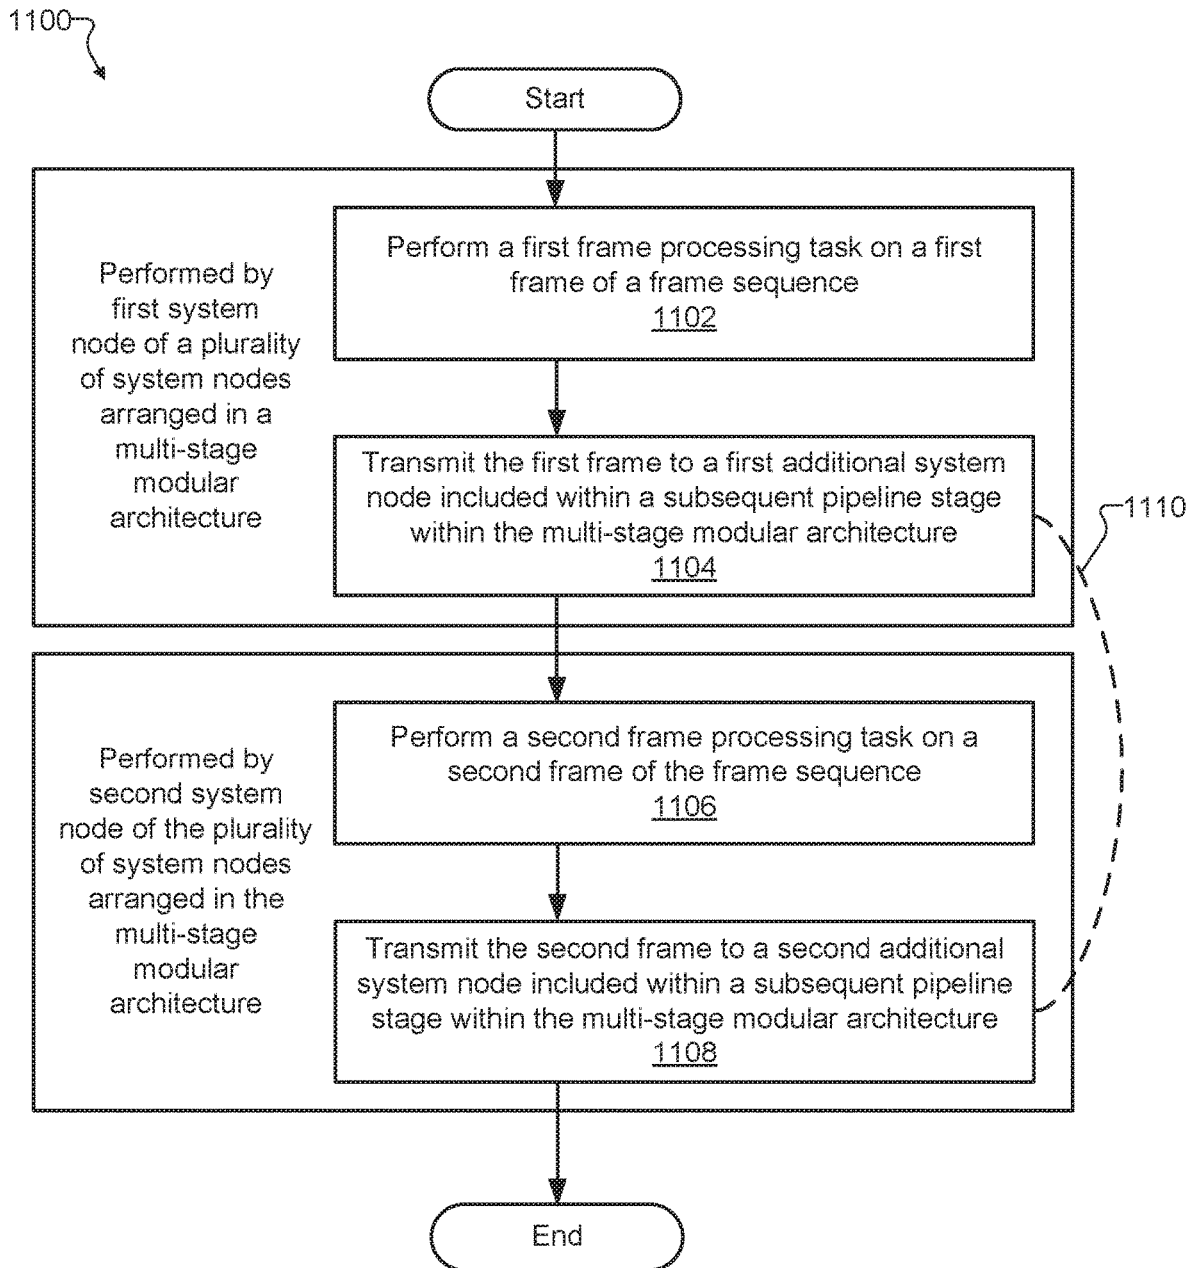 1100
Start
Performed by
first system
node of a plurality
of system nodes
arranged in a
multi-stage
modular
architecture
Perform a first frame processing task on a first
frame of a frame sequence
1102
Transmit the first frame to a first additional system
node included within a subsequent pipeline stage
within the multi-stage modular architecture
1104
1110
Performed by
second system
node of the plurality
of system nodes
arranged in the
multi-stage
modular
architecture
Perform a second frame processing task on a
second frame of the frame sequence
1106
Transmit the second frame to a second additional
system node included within a subsequent pipeline
stage within the multi-stage modular architecture
1108
End